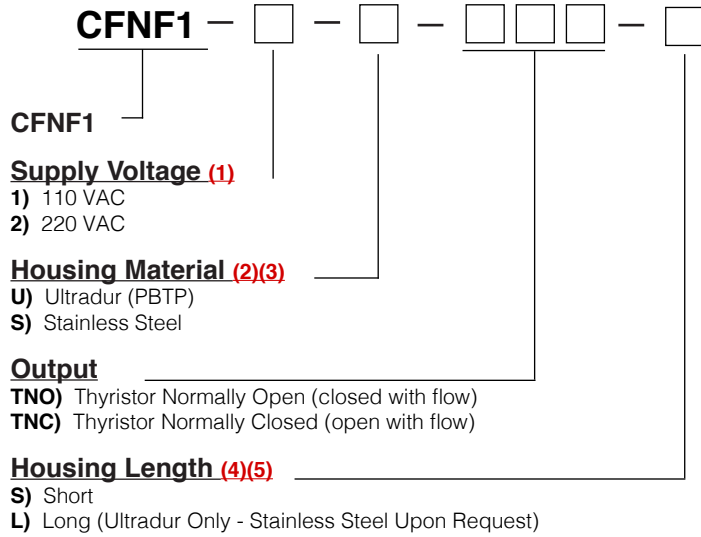 CFNF1 – □ – □ – □□□ – □
CFNF1
Supply Voltage (1)
1) 110 VAC
2) 220 VAC
Housing Material (2)(3)
U) Ultradur (PBTP)
S) Stainless Steel
Output
TNO) Thyristor Normally Open (closed with flow)
TNC) Thyristor Normally Closed (open with flow)
Housing Length (4)(5)
S) Short
L) Long (Ultradur Only - Stainless Steel Upon Request)